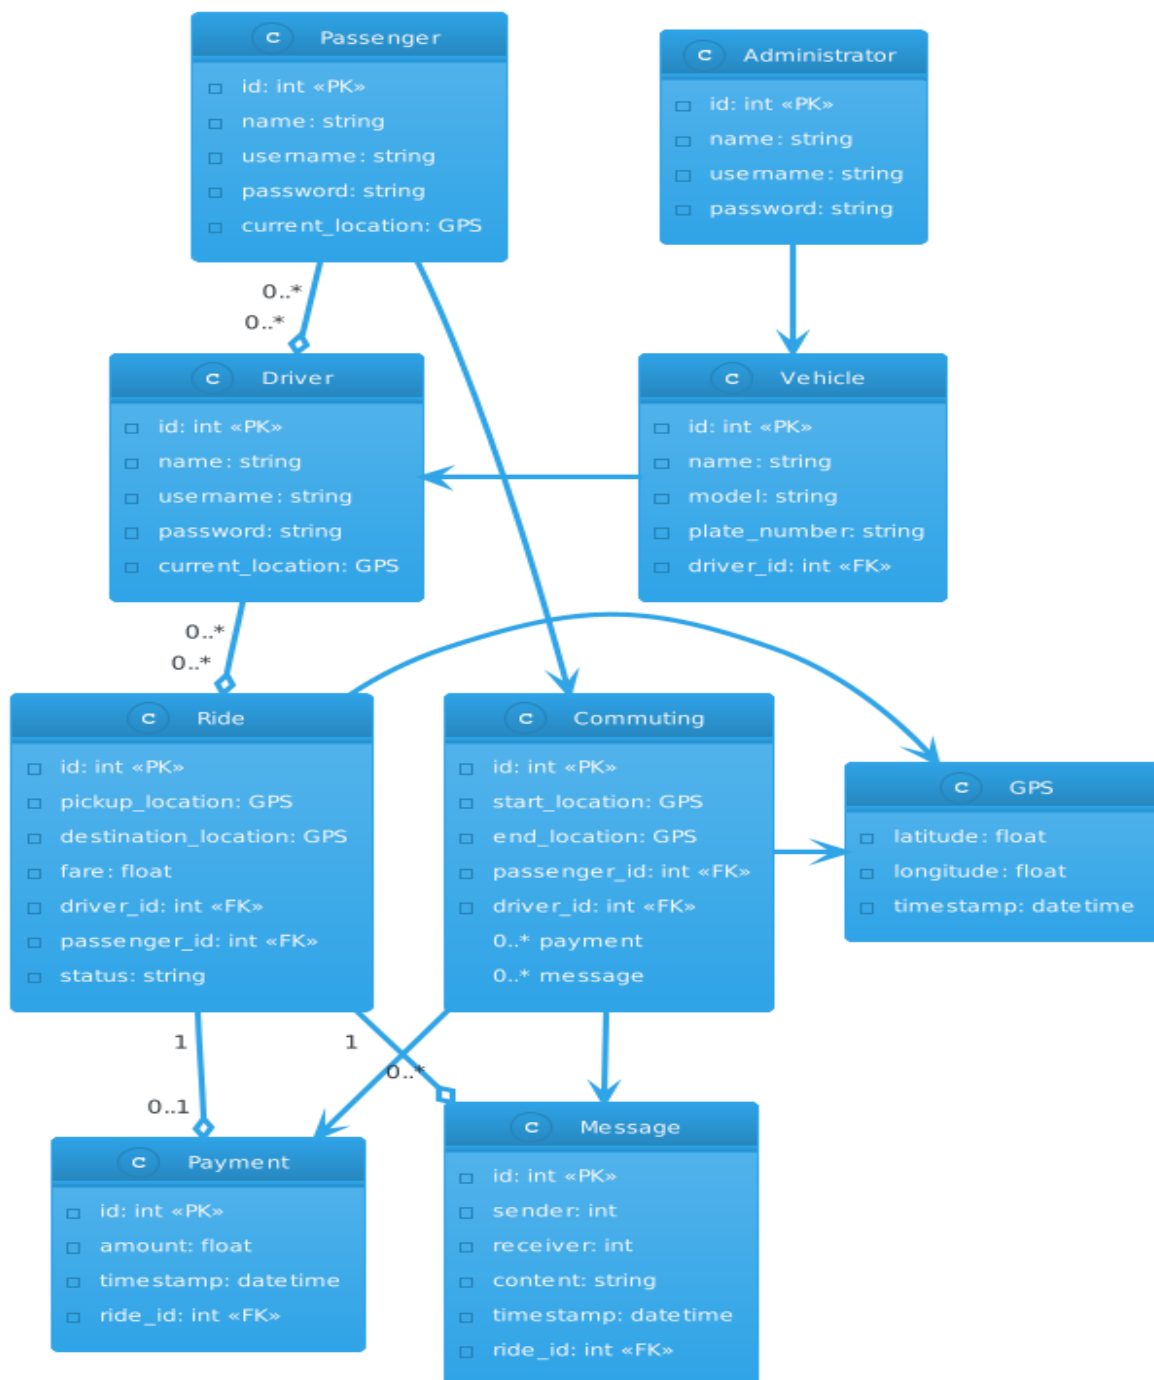 C Passenger
id: int «PK»
name: string
username: string
password: string
current_location: GPS
C Administrator
id: int «PK»
name: string
username: string
password: string
0..*
0..*
C Driver
id: int «PK»
name: string
username: string
password: string
current_location: GPS
C Vehicle
id: int «PK»
name: string
model: string
plate_number: string
driver_id: int «FK»
0..*
0..*
C Ride
id: int «PK»
pickup_location: GPS
destination_location: GPS
fare: float
driver_id: int «FK»
passenger_id: int «FK»
status: string
C Commuting
id: int «PK»
start_location: GPS
end_location: GPS
passenger_id: int «FK»
driver_id: int «FK»
0..* payment
0..* message
C GPS
latitude: float
longitude: float
timestamp: datetime
1
0..1
1
0..*
C Payment
id: int «PK»
amount: float
timestamp: datetime
ride_id: int «FK»
C Message
id: int «PK»
sender: int
receiver: int
content: string
timestamp: datetime
ride_id: int «FK»